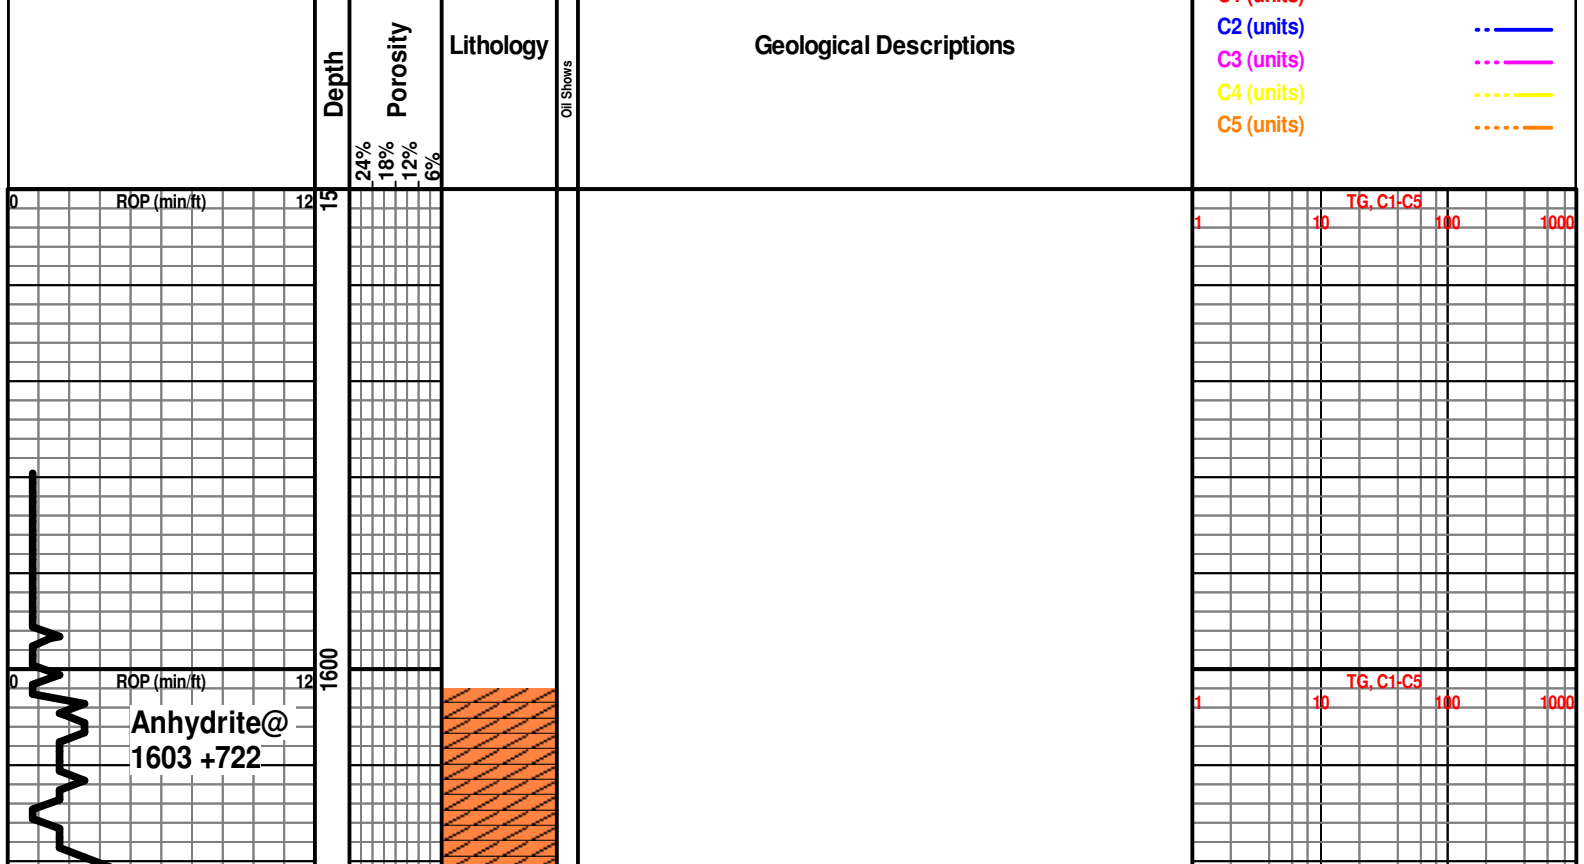 C1 (units)
C2 (units)
C3 (units)
C4 (units)
C5 (units)
Depth
Porosity
24%
18%
12%
6%
Lithology
Oil Shows
Geological Descriptions
0 ROP (min/ft) 12
15
TG, C1-C5
1 10 100 1000
1600
0 ROP (min/ft) 12
TG, C1-C5
1 10 100 1000
Anhydrite@
1603 +722